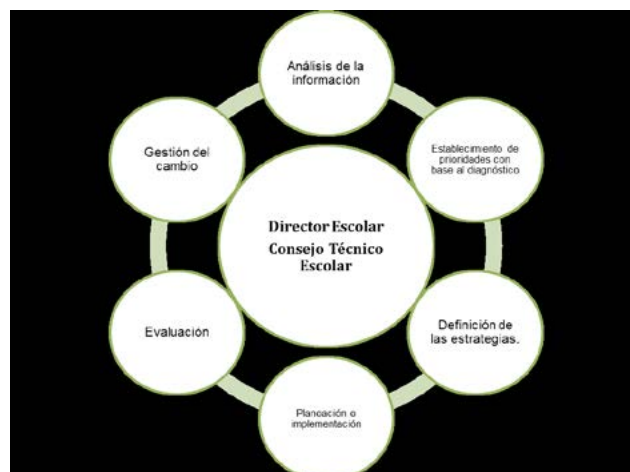 Análisis de la
información
Establecimiento de
prioridades con
base al diagnóstico
Definición de
las estrategias.
Planeación o
implementación
Evaluación
Gestión del
cambio
Director Escolar
Consejo Técnico
Escolar